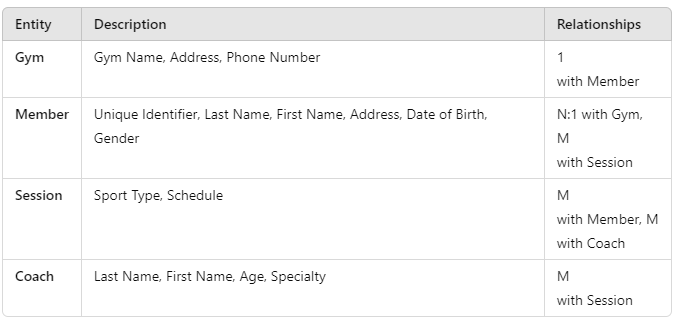 Entity Description Relationships
Gym Gym Name, Address, Phone Number 1
with Member
Member Unique Identifier, Last Name, First Name, Address, Date of Birth, N:1 with Gym,
Gender M
with Session
Session Sport Type, Schedule M
with Member, M
with Coach
Coach Last Name, First Name, Age, Specialty M
with Session